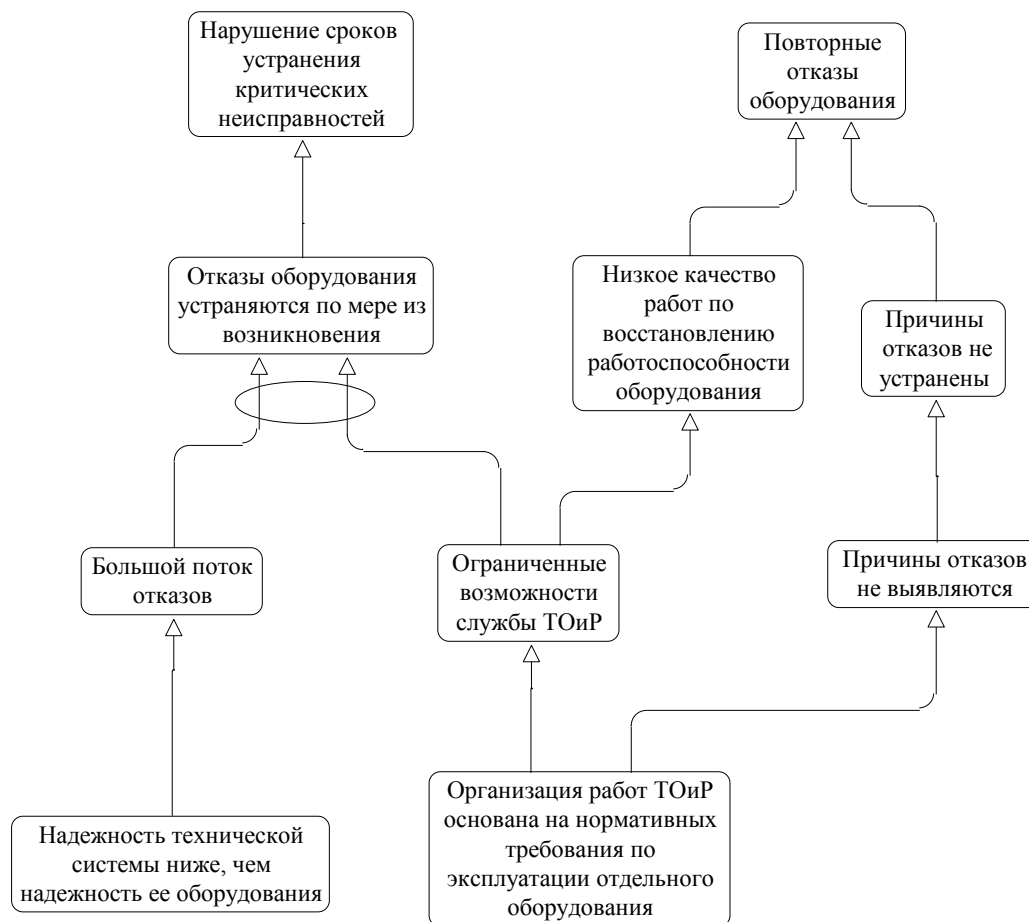 Нарушение сроков
устранения
критических
неисправностей
Повторные
отказы
оборудования
Отказы оборудования
устраняются по мере из
возникновения
Низкое качество
работ по
восстановлению
работоспособности
оборудования
Причины
отказов не
устранены
Большой поток
отказов
Ограниченные
возможности
службы ТОиР
Причины отказов
не выявляются
Надежность технической
системы ниже, чем
надежность ее оборудования
Организация работ ТОиР
основана на нормативных
требования по
эксплуатации отдельного
оборудования